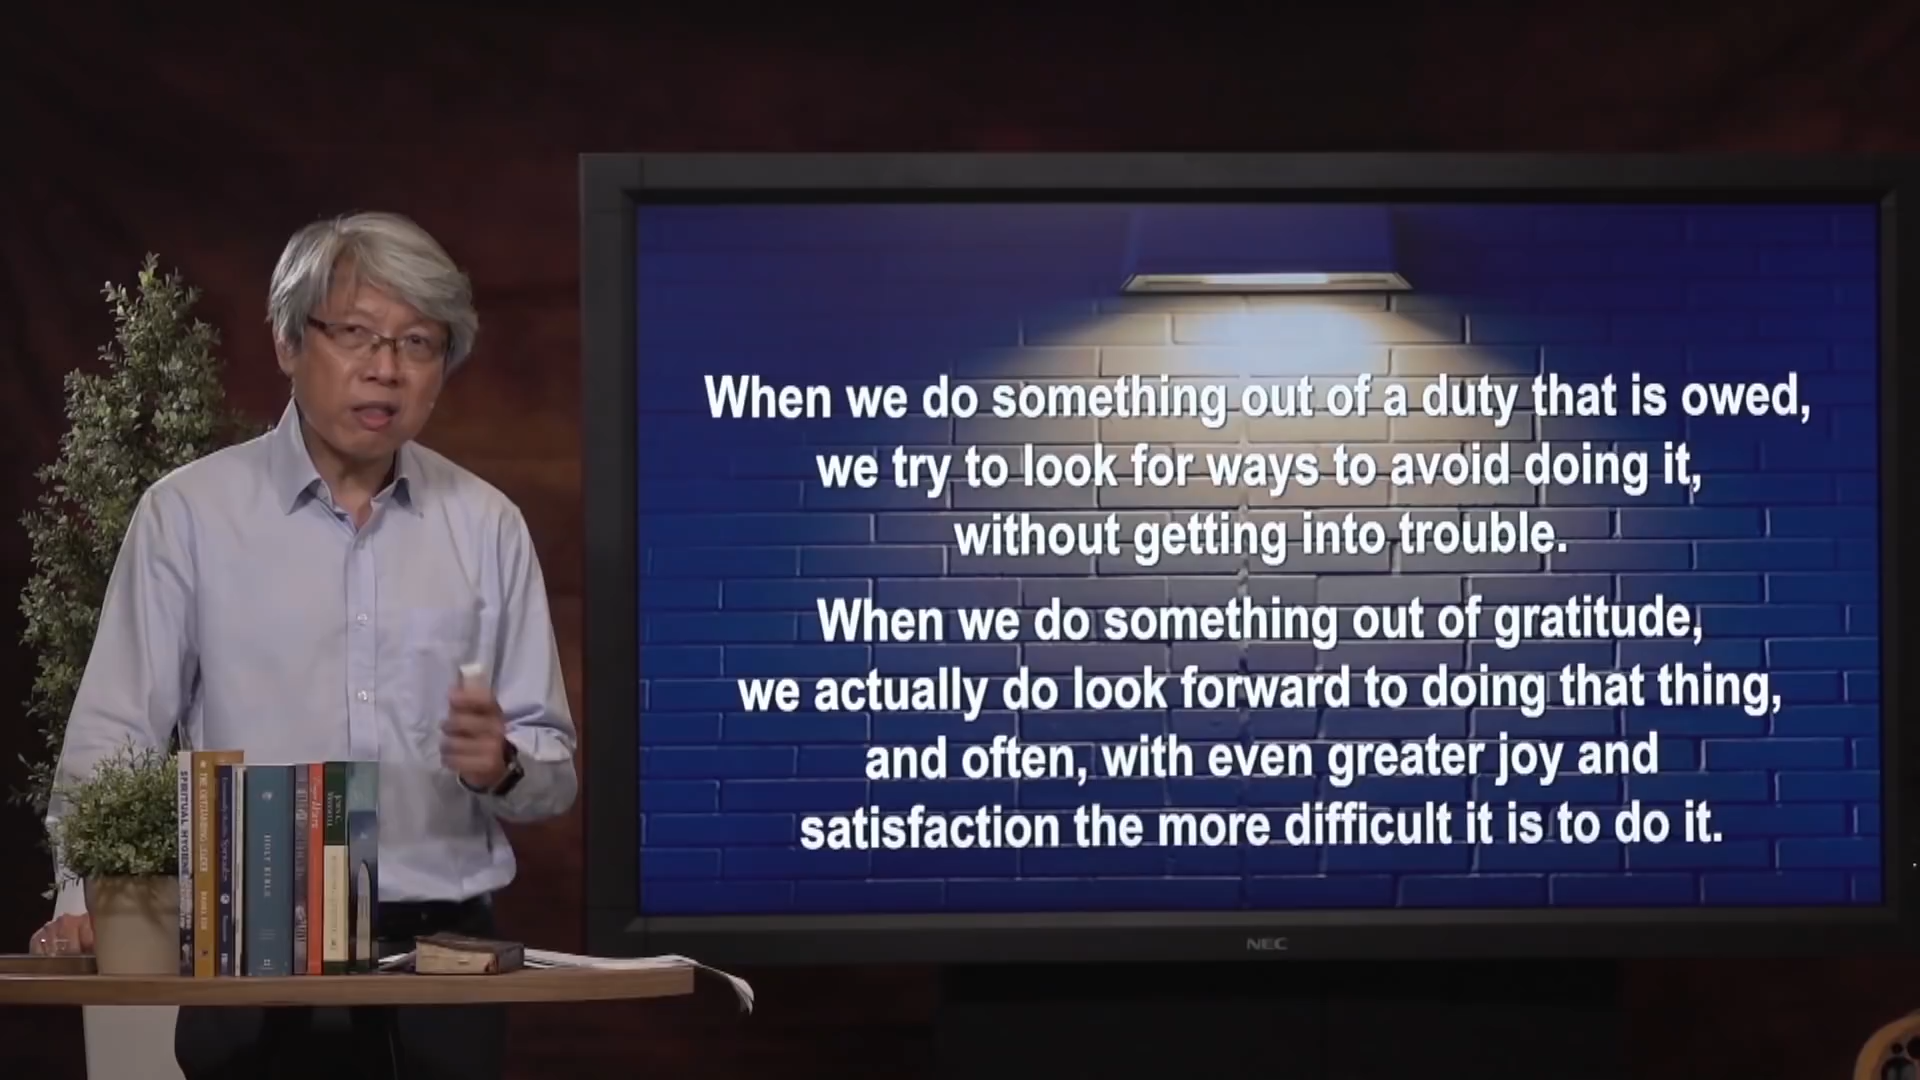 When we do something out of a duty that is owed,
we try to look for ways to avoid doing it,
without getting into trouble.
When we do something out of gratitude,
we actually do look forward to doing that thing,
and often, with even greater joy and
satisfaction the more difficult it is to do it.
NEC
SPIRITUAL
HOLY BIBLE